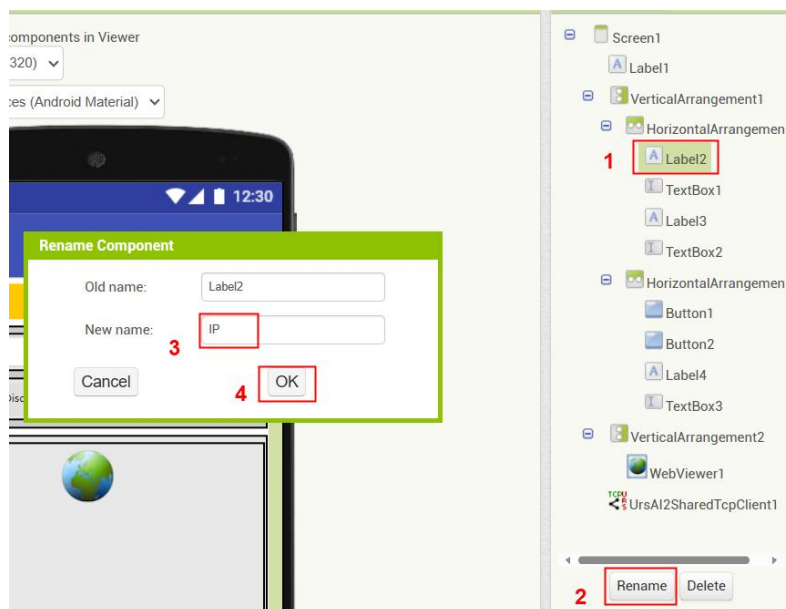 omponents in Viewer
320)
ces (Android Material)
12:30
Rename Component
Old name:
Label2
New name:
IP
3
Cancel
4
OK
Disc
Screen1
Label1
VerticalArrangement1
HorizontalArrangemen
1
Label2
TextBox1
Label3
TextBox2
HorizontalArrangemen
Button1
Button2
Label4
TextBox3
VerticalArrangement2
WebViewer1
UrsAI2SharedTcpClient1
2
Rename
Delete